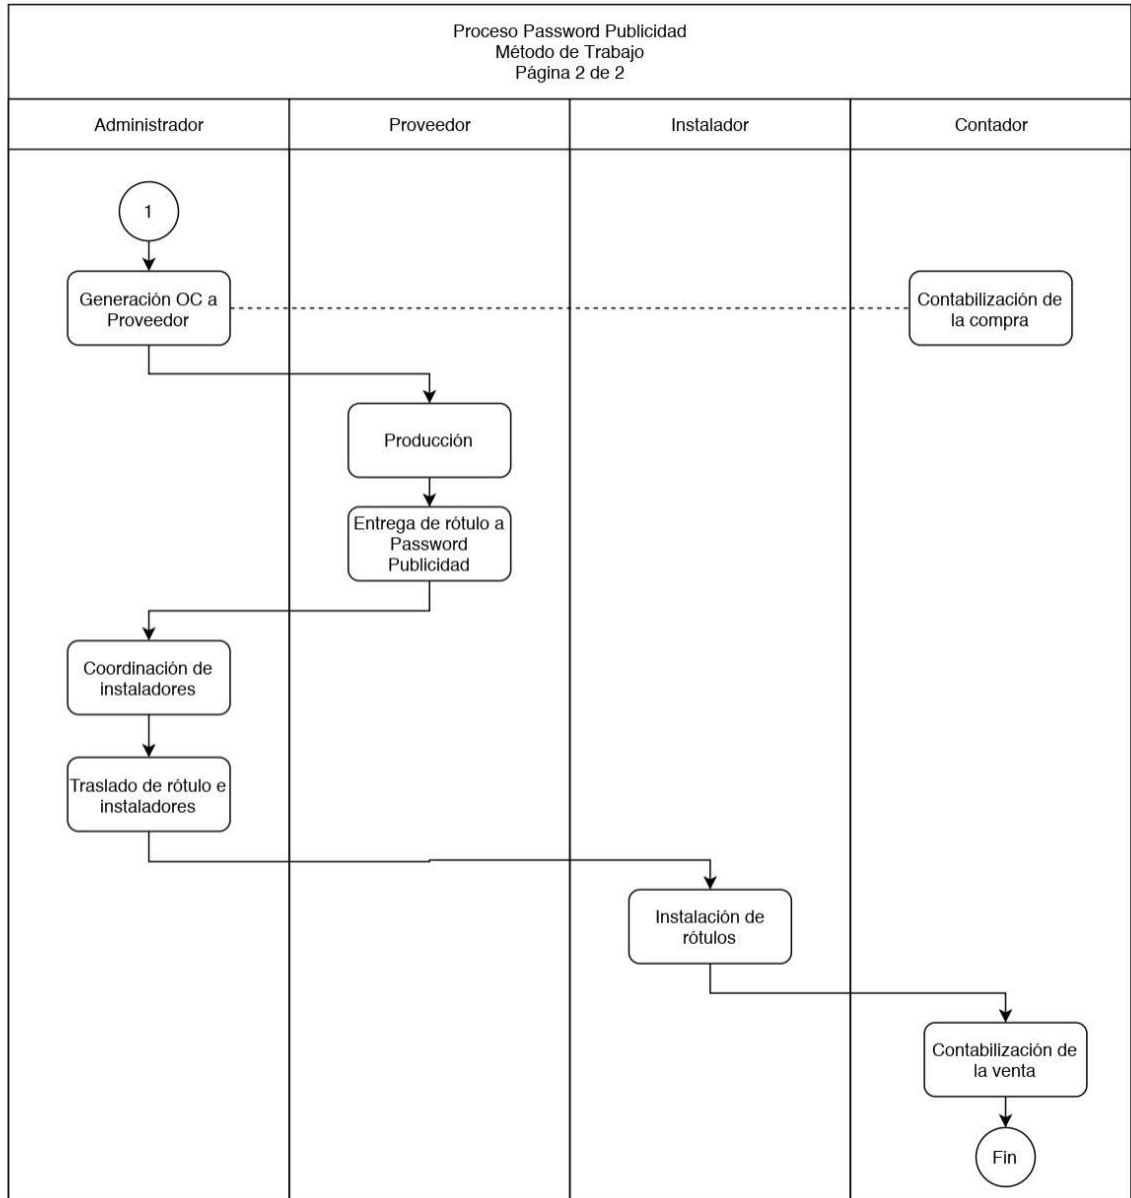 Proceso Password Publicidad
Método de Trabajo
Página 2 de 2
Administrador
Proveedor
Instalador
Contador
1
Generación OC a
Proveedor
Contabilización de
la compra
Producción
Entrega de rótulo a
Password
Publicidad
Coordinación de
instaladores
Traslado de rótulo e
instaladores
Instalación de
rótulos
Contabilización de
la venta
Fin